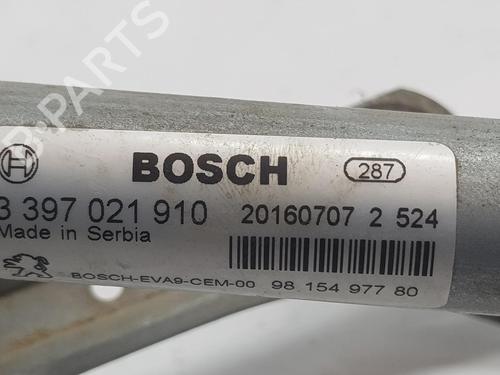 BOSCH 287
3 397 021 910 20160707 2 524
Made in Serbia
BOSCH-EVA9-CEM-00 98 154 977 80
B-Parts